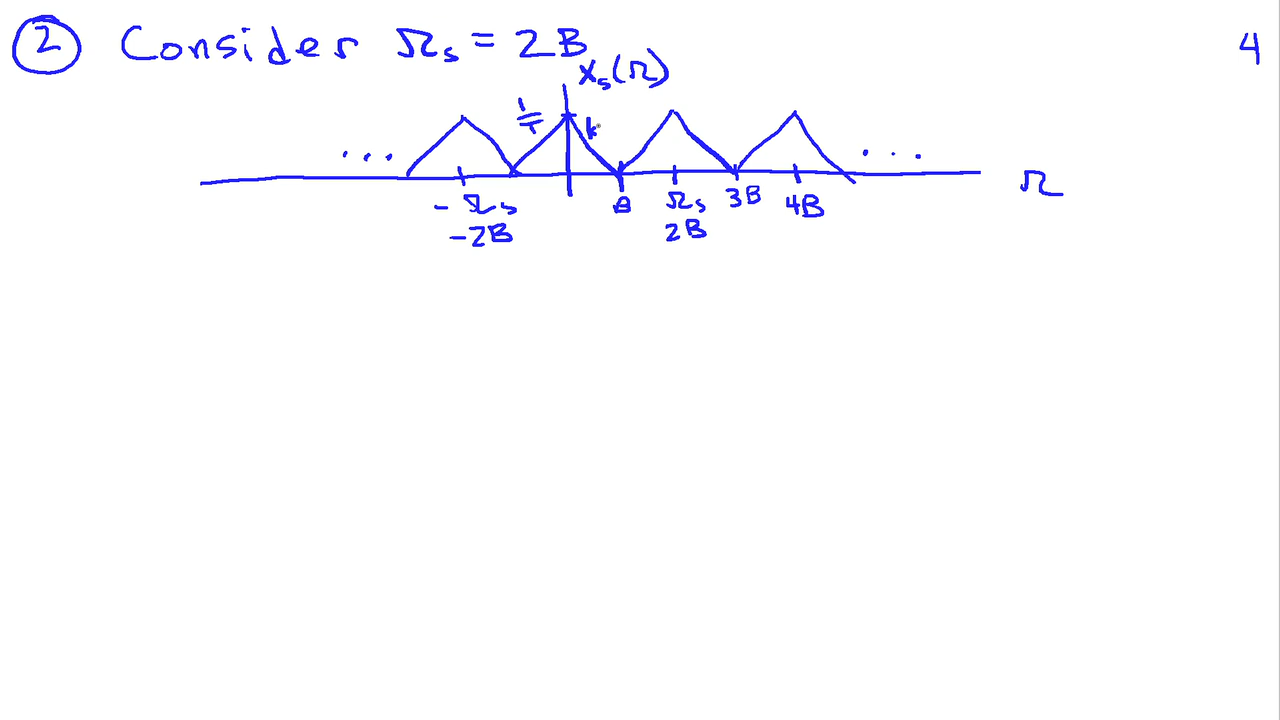 ② Consider Ωs = 2B
4
Xs(Ω)
1/T
k=
... ...
-Ωs B Ωs 3B 4B Ω
-2B 2B